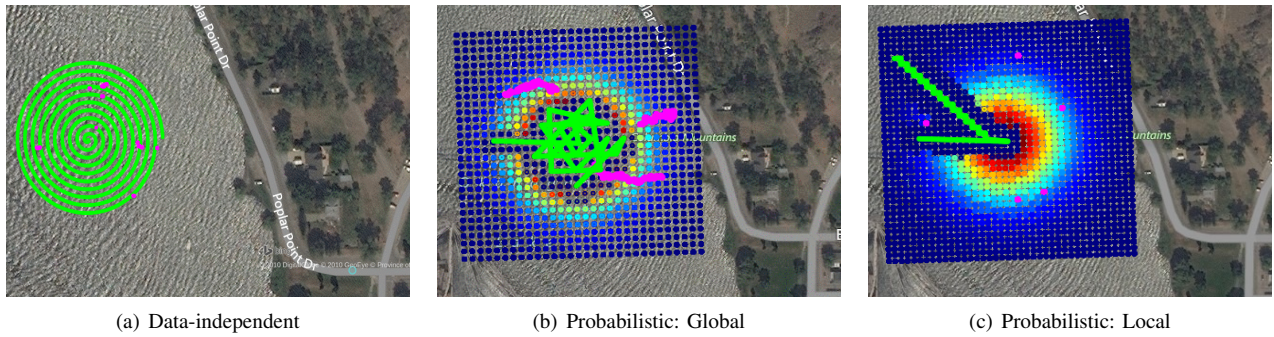 Poplar Point Dr
Poplar Point Dr
untains
untains
(a) Data-independent
(b) Probabilistic: Global
(c) Probabilistic: Local